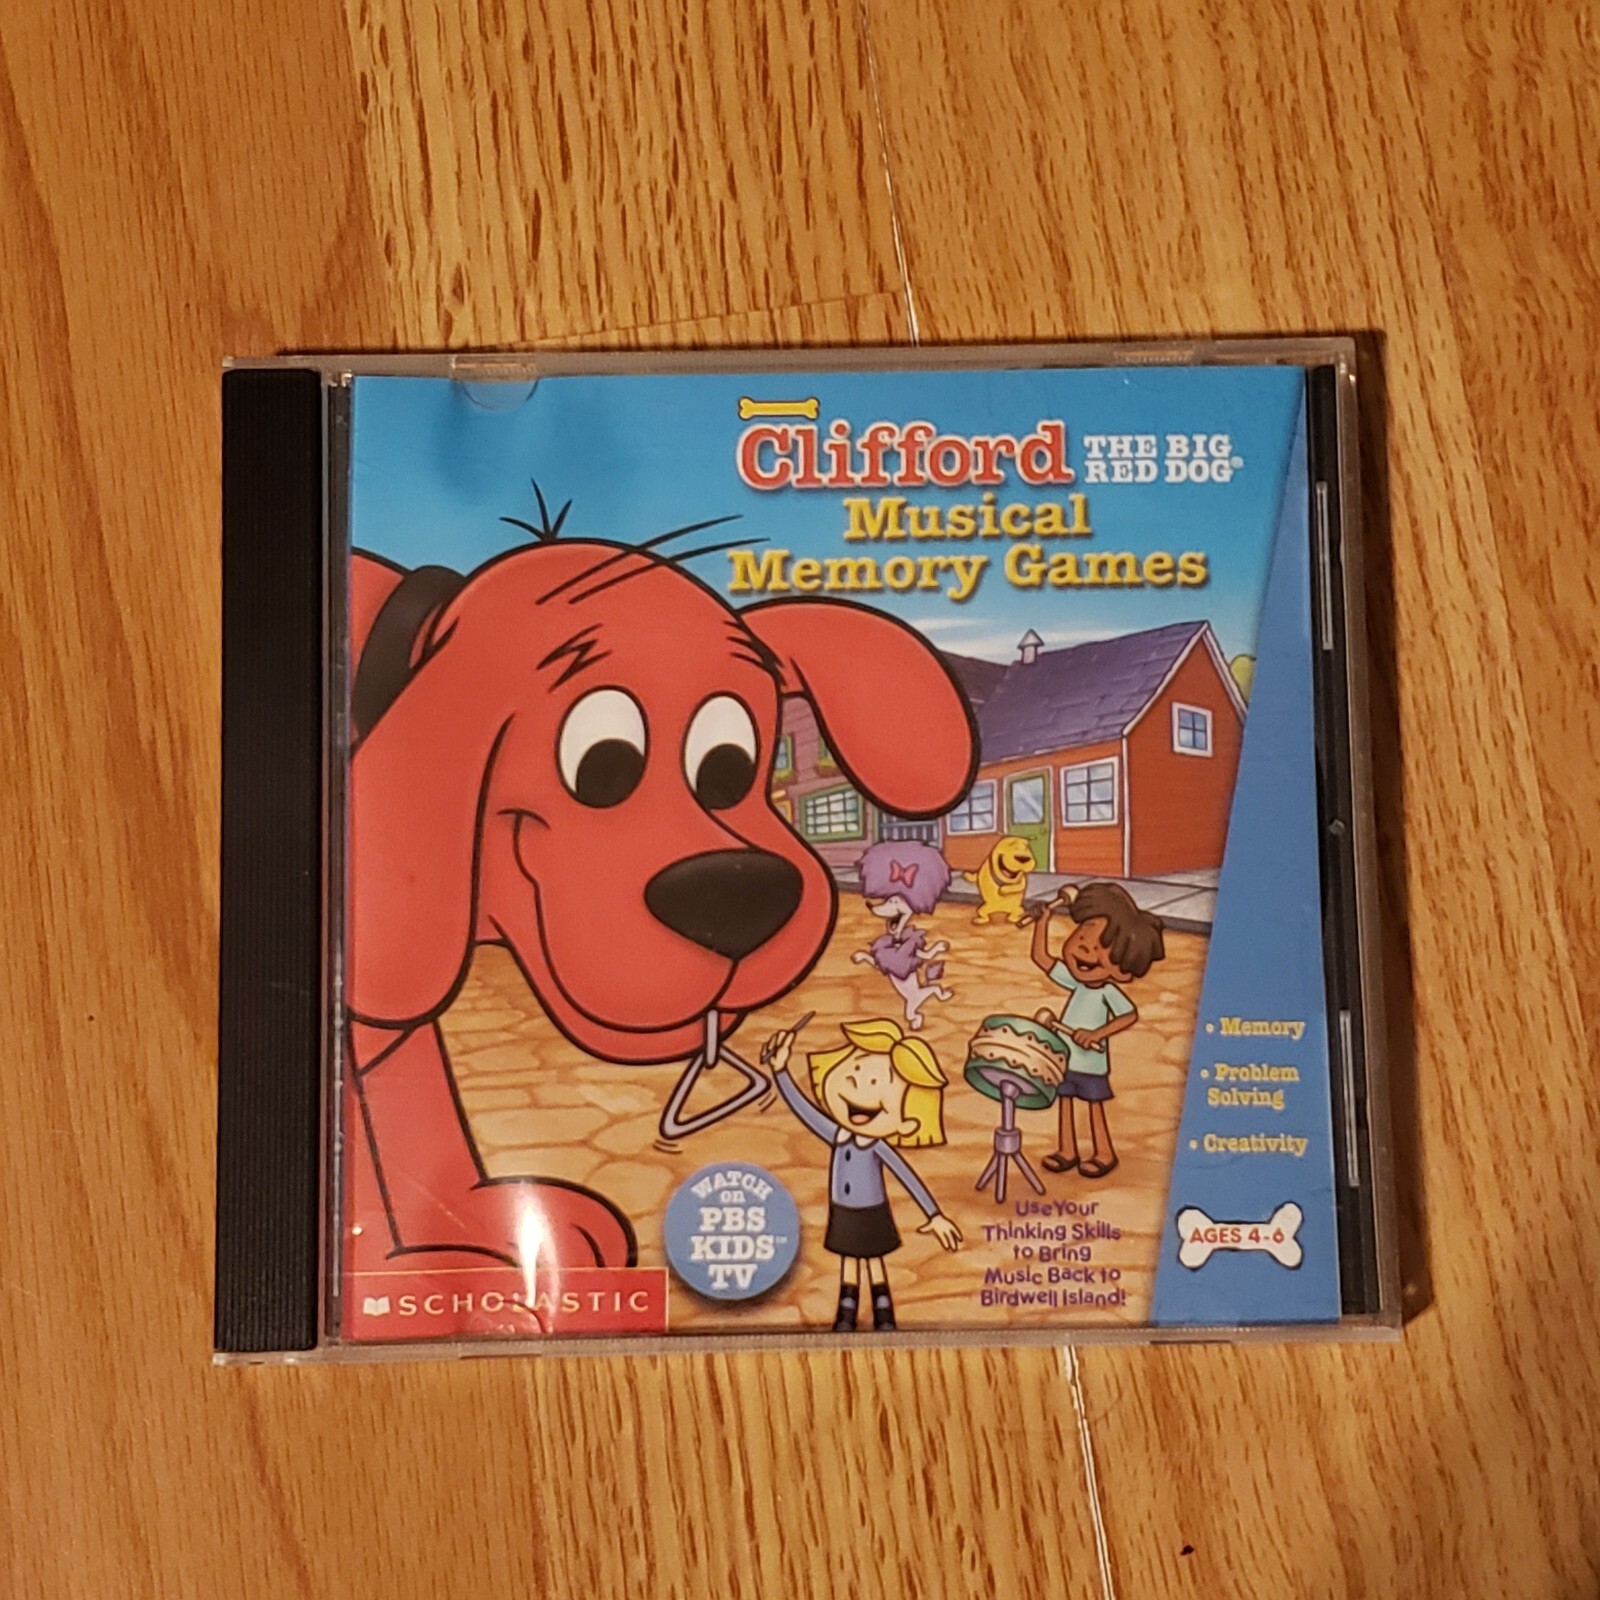 Clifford THE BIG
RED DOG®
Musical
Memory Games
• Memory
• Problem
Solving
• Creativity
AGES 4-6
WATCH
on
PBS
KIDS™
TV
Use Your
Thinking Skills
to Bring
Music Back to
Birdwell Island!
SCHOLASTIC